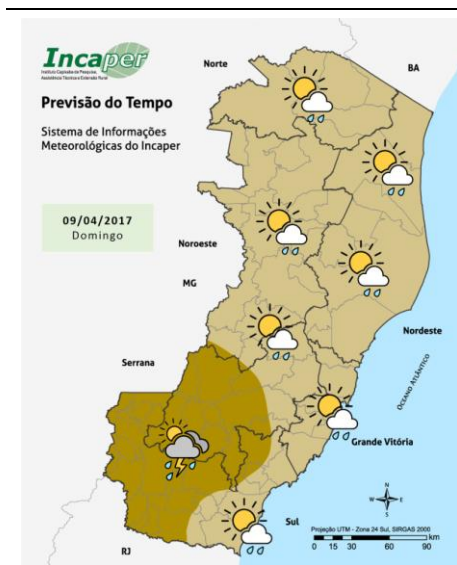 Incaper
Instituto Capixaba de Pesquisa,
Assistência Técnica e Extensão Rural
Norte
BA
Previsão do Tempo
Sistema de Informações
Meteorológicas do Incaper
09/04/2017
Domingo
Noroeste
MG
Nordeste
Serrana
OCEANO ATLÂNTICO
Grande Vitória
N
W
E
S
Sul
Projeção UTM - Zona 24 Sul, SIRGAS 2000
km
0 15 30 60 90
RJ